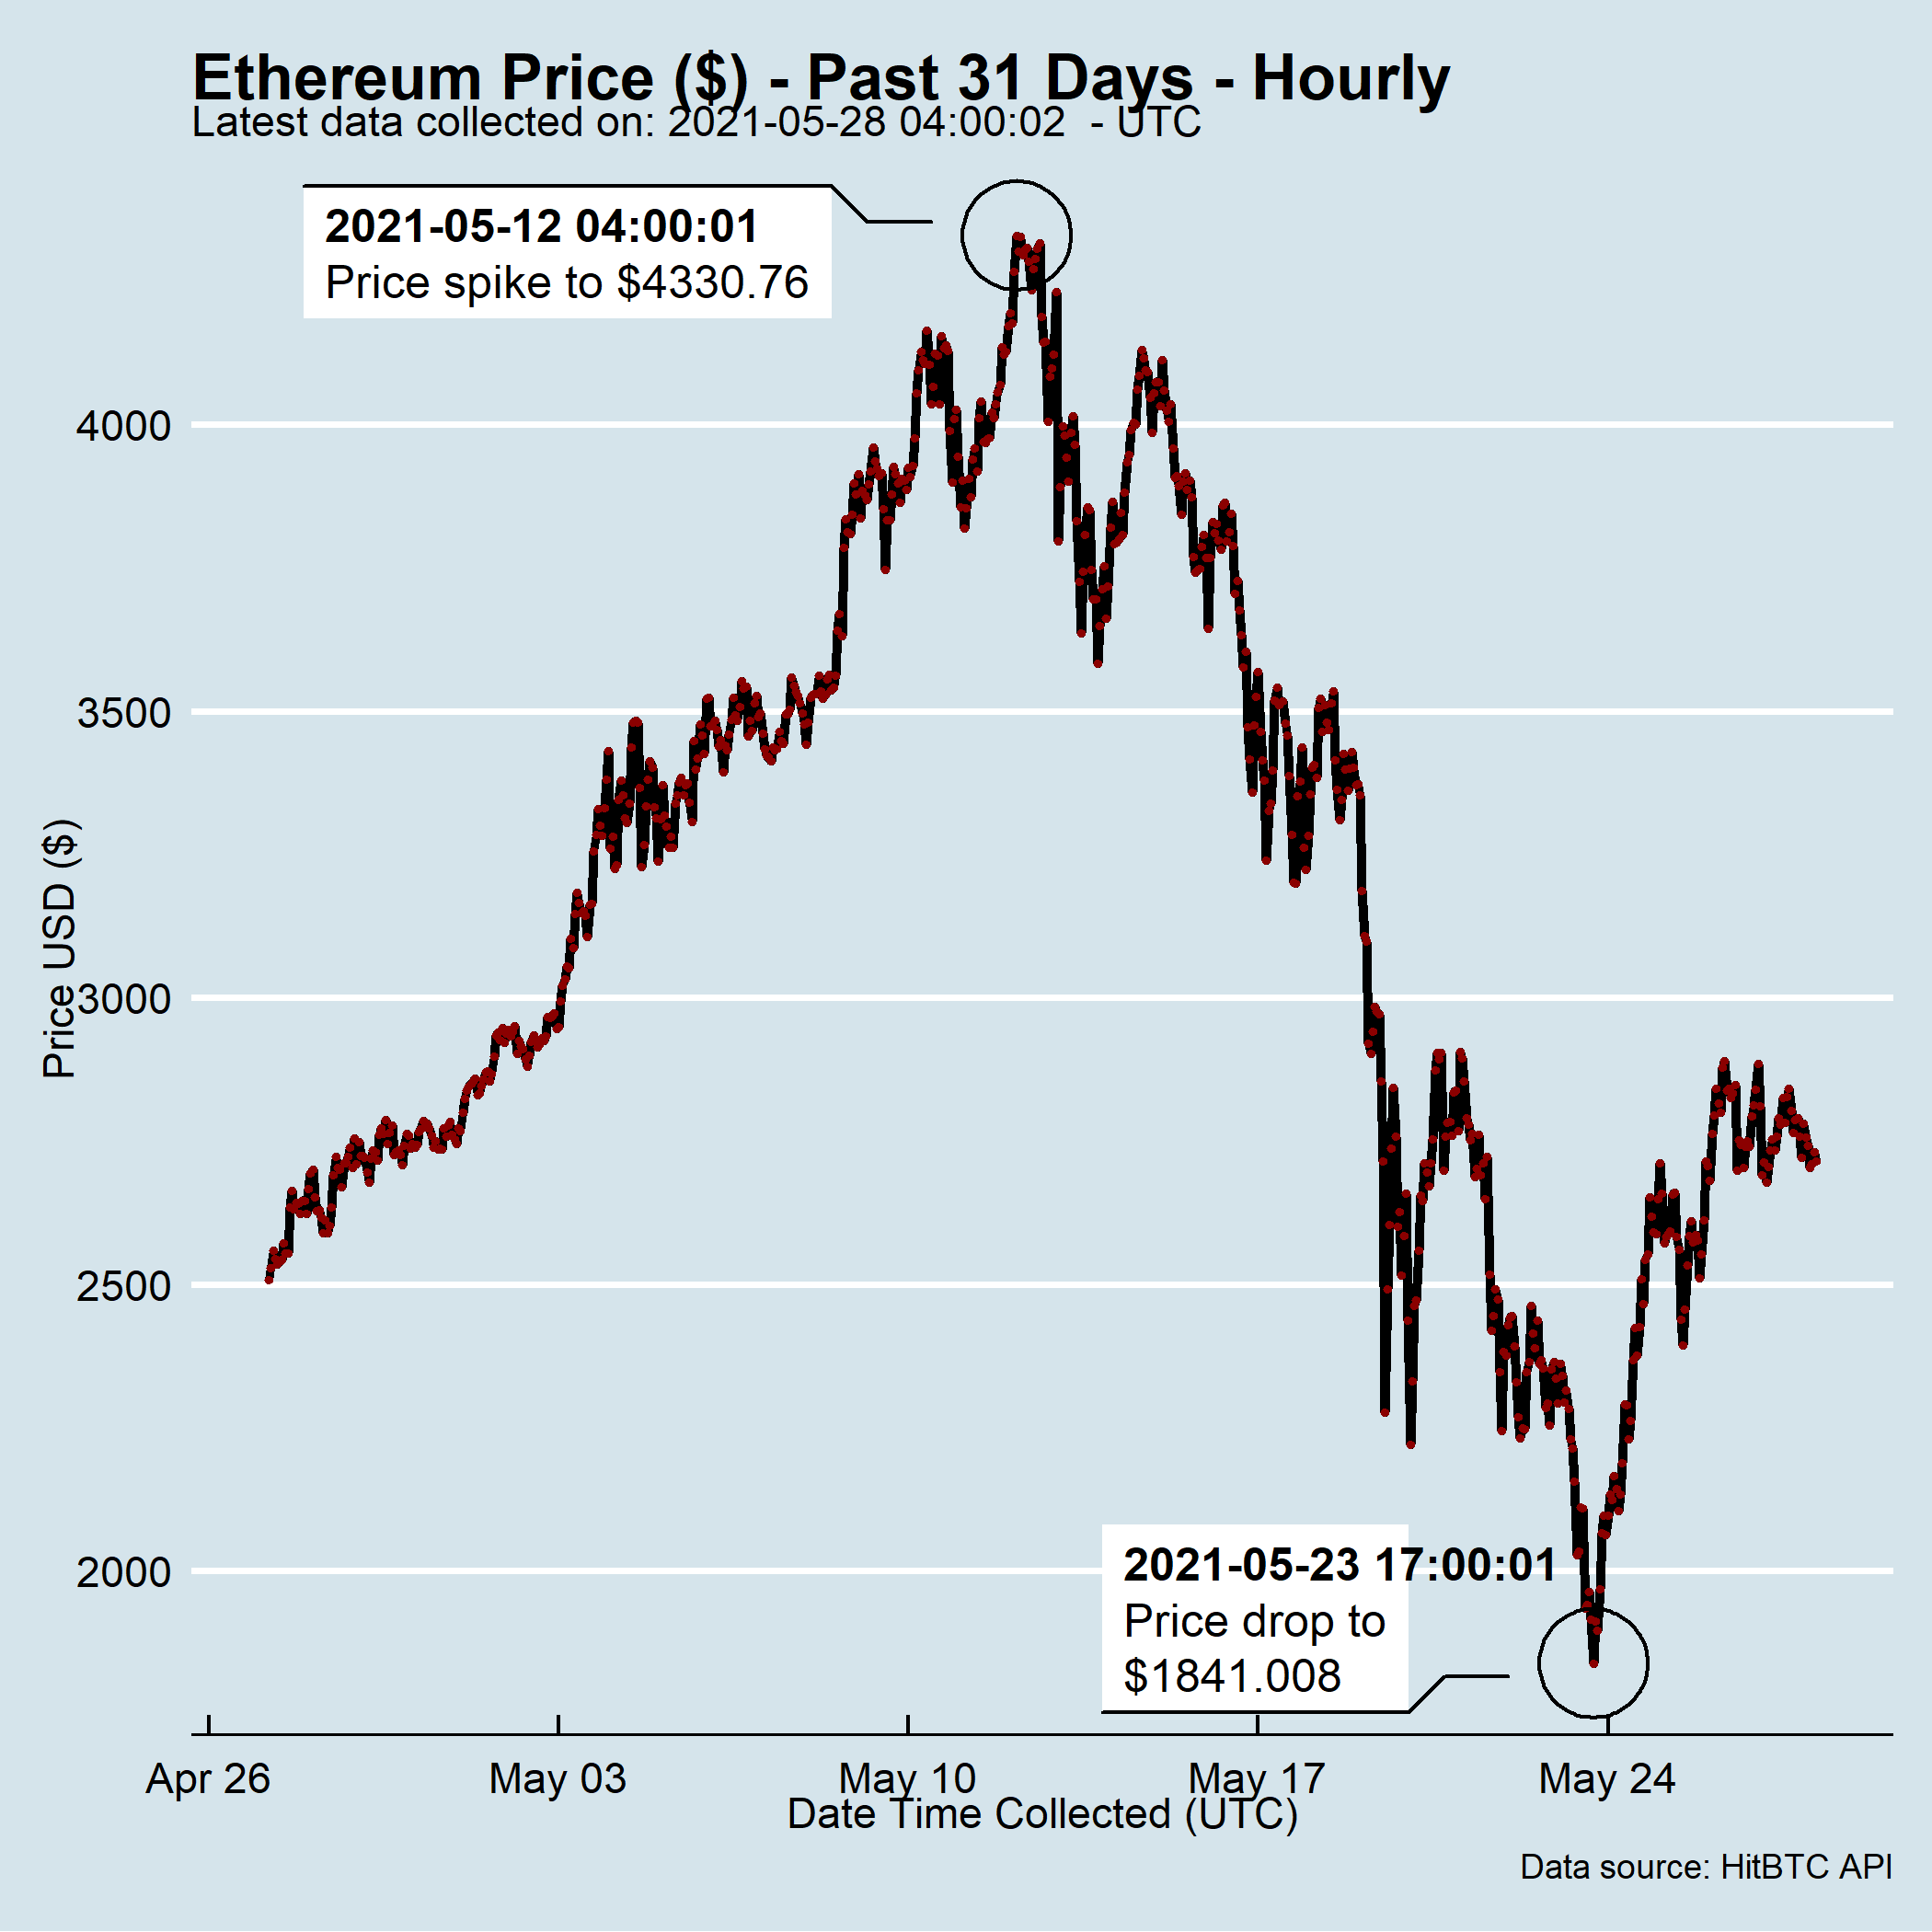 Ethereum Price ($) - Past 31 Days - Hourly
Latest data collected on: 2021-05-28 04:00:02  - UTC
2021-05-12 04:00:01
Price spike to $4330.76
4000
3500
3000
2500
2000
Price USD ($)
2021-05-23 17:00:01
Price drop to
$1841.008
Apr 26
May 03
May 10
May 17
May 24
Date Time Collected (UTC)
Data source: HitBTC API